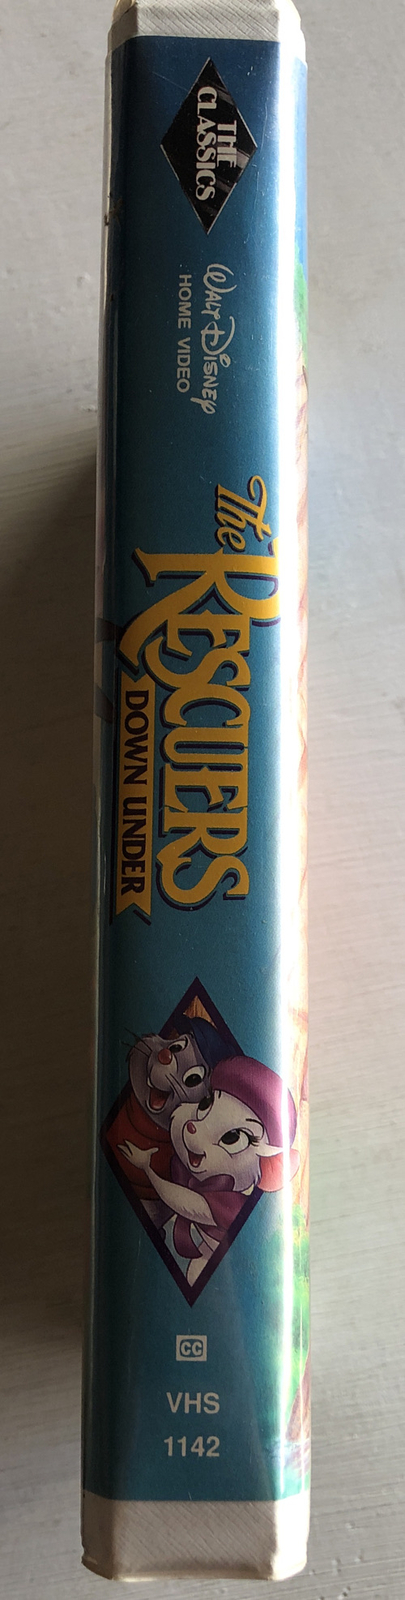 THE
CLASSICS
WALT DISNEY
HOME VIDEO
The
RESCUERS
DOWN UNDER
CC
VHS
1142